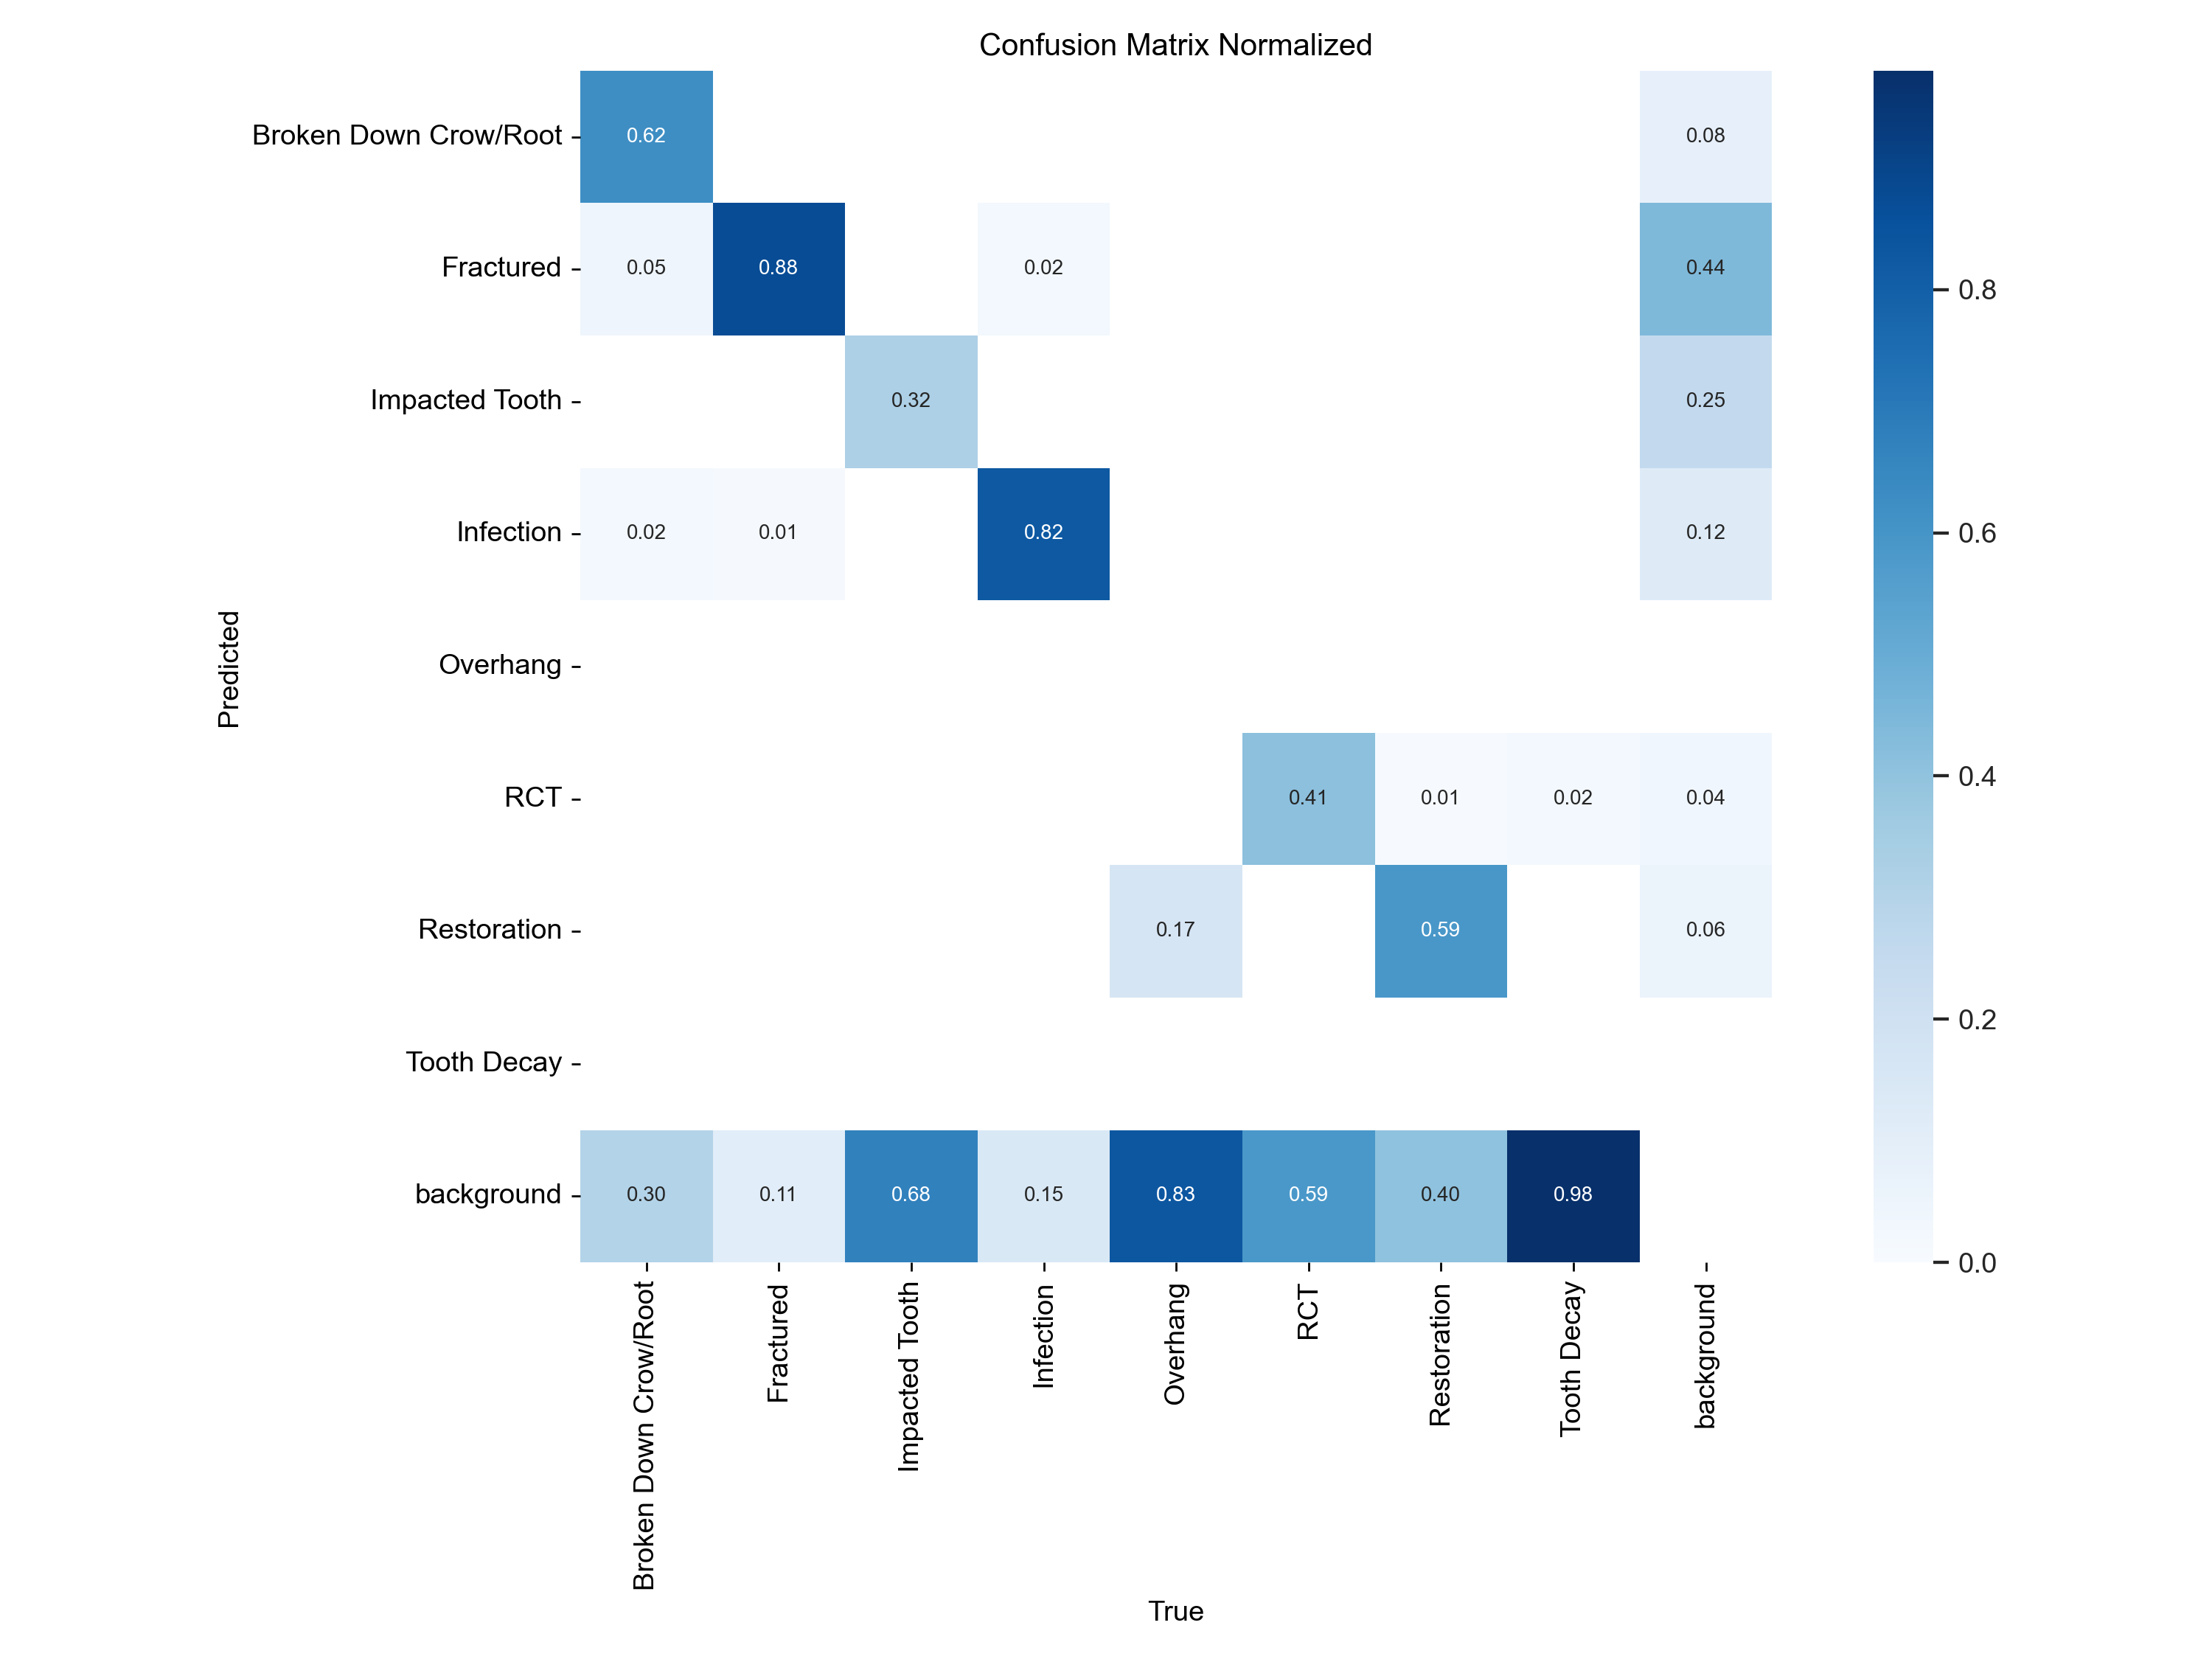 Confusion Matrix Normalized
Broken Down Crow/Root
0.62
0.08
Fractured
0.05
0.88
0.02
0.44
0.8
Impacted Tooth
0.32
0.25
Infection
0.02
0.01
0.82
0.12
0.6
Predicted
Overhang
RCT
0.41
0.01
0.02
0.04
0.4
Restoration
0.17
0.59
0.06
0.2
Tooth Decay
background
0.30
0.11
0.68
0.15
0.83
0.59
0.40
0.98
0.0
Broken Down Crow/Root
Fractured
Impacted Tooth
Infection
Overhang
RCT
Restoration
Tooth Decay
background
True